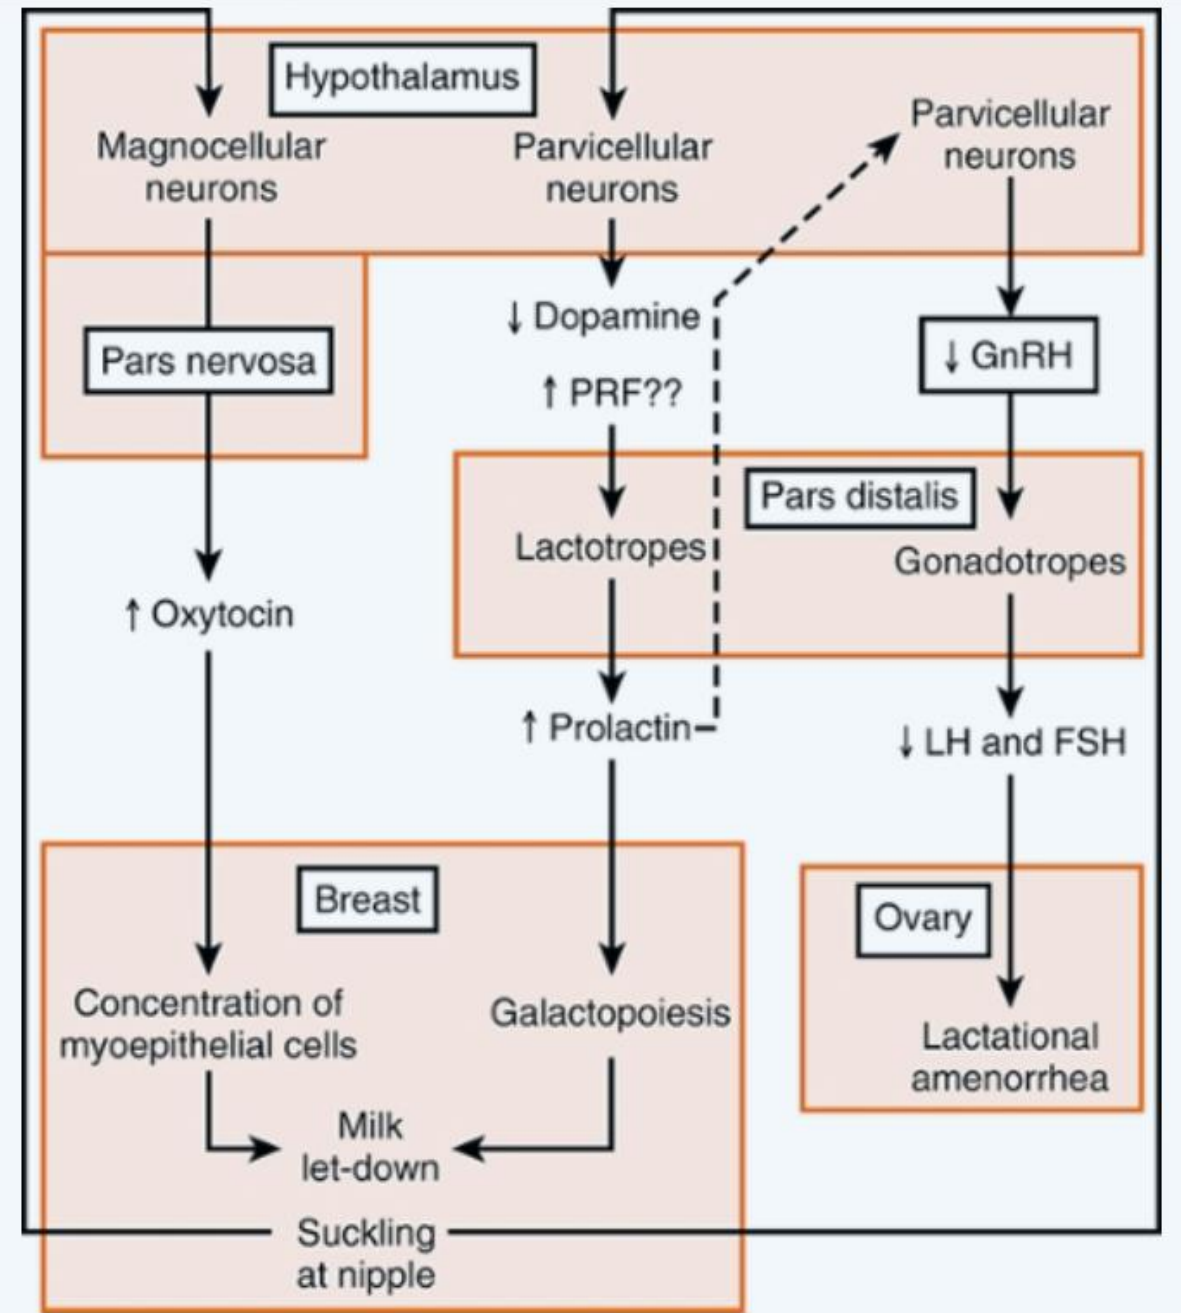 Hypothalamus
Magnocellular
neurons
Parvicellular
neurons
Parvicellular
neurons
Pars nervosa
↓ Dopamine
↑ PRF??
↓ GnRH
Pars distalis
Lactotropes
Gonadotropes
↑ Oxytocin
↑ Prolactin
↓ LH and FSH
Breast
Ovary
Concentration of
myoepithelial cells
Galactopoiesis
Lactational
amenorrhea
Milk
let-down
Suckling
at nipple